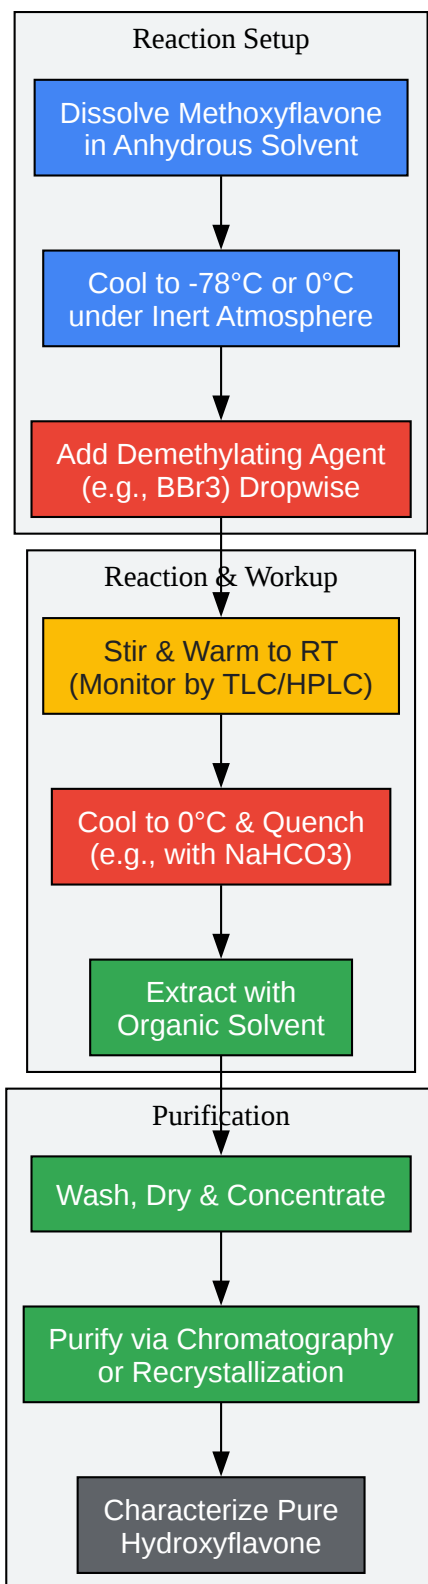 Reaction Setup
Dissolve Methoxyflavone
in Anhydrous Solvent
Cool to -78°C or 0°C
under Inert Atmosphere
Add Demethylating Agent
(e.g., BBr3) Dropwise
Reaction & Workup
Stir & Warm to RT
(Monitor by TLC/HPLC)
Cool to 0°C & Quench
(e.g., with NaHCO3)
Extract with
Organic Solvent
Purification
Wash, Dry & Concentrate
Purify via Chromatography
or Recrystallization
Characterize Pure
Hydroxyflavone